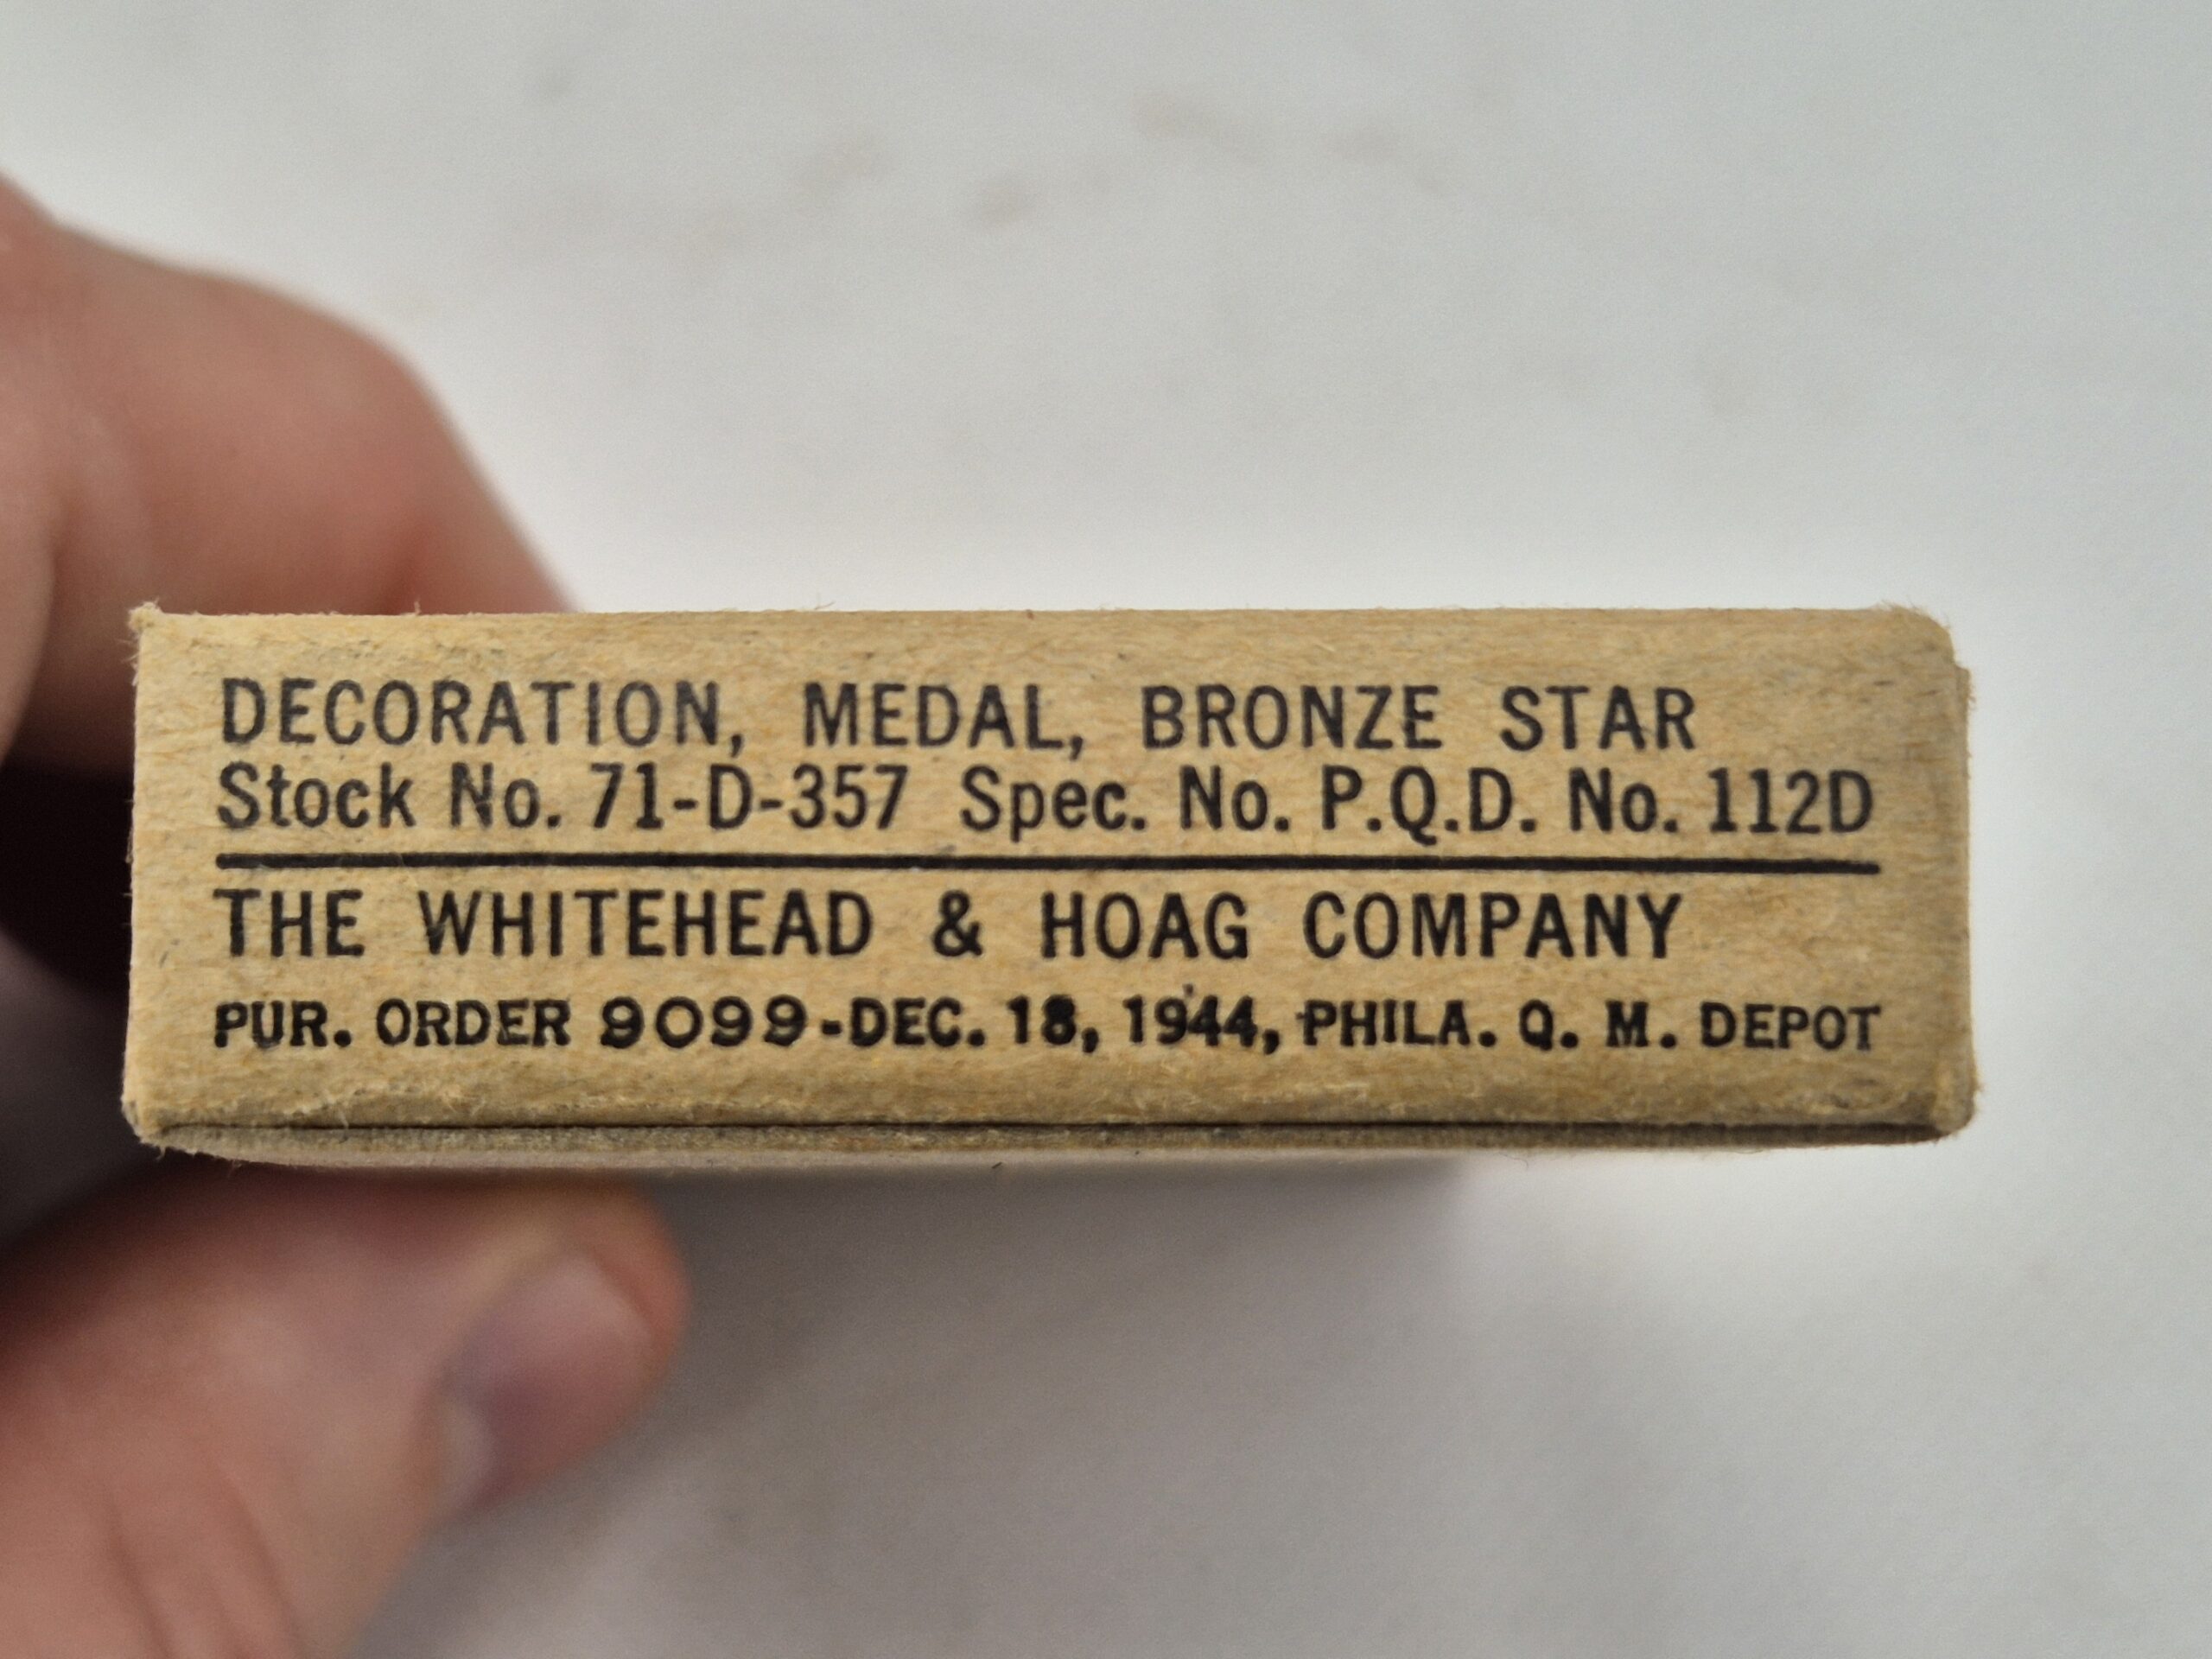 DECORATION, MEDAL, BRONZE STAR
Stock No. 71-D-357 Spec. No. P.Q.D. No. 112D
THE WHITEHEAD & HOAG COMPANY
PUR. ORDER 9099-DEC. 18, 1944, PHILA. Q. M. DEPOT